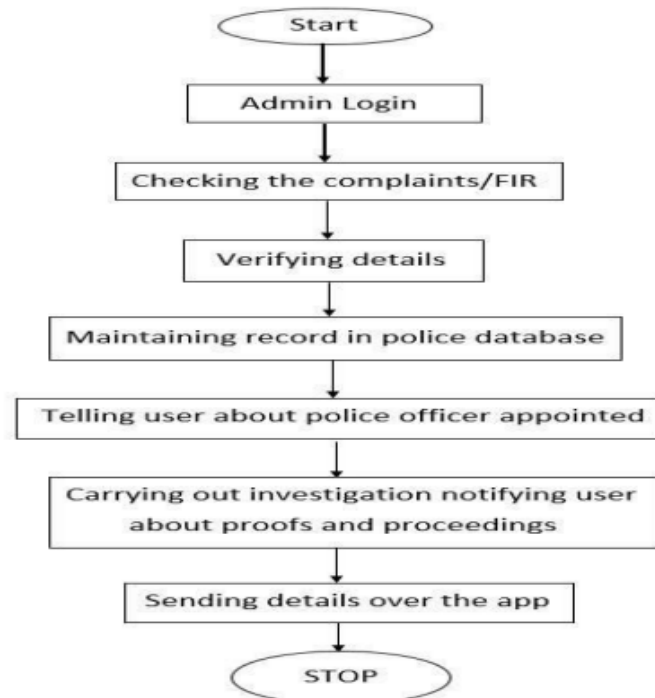 Start
Admin Login
Checking the complaints/FIR
Verifying details
Maintaining record in police database
Telling user about police officer appointed
Carrying out investigation notifying user
about proofs and proceedings
Sending details over the app
STOP